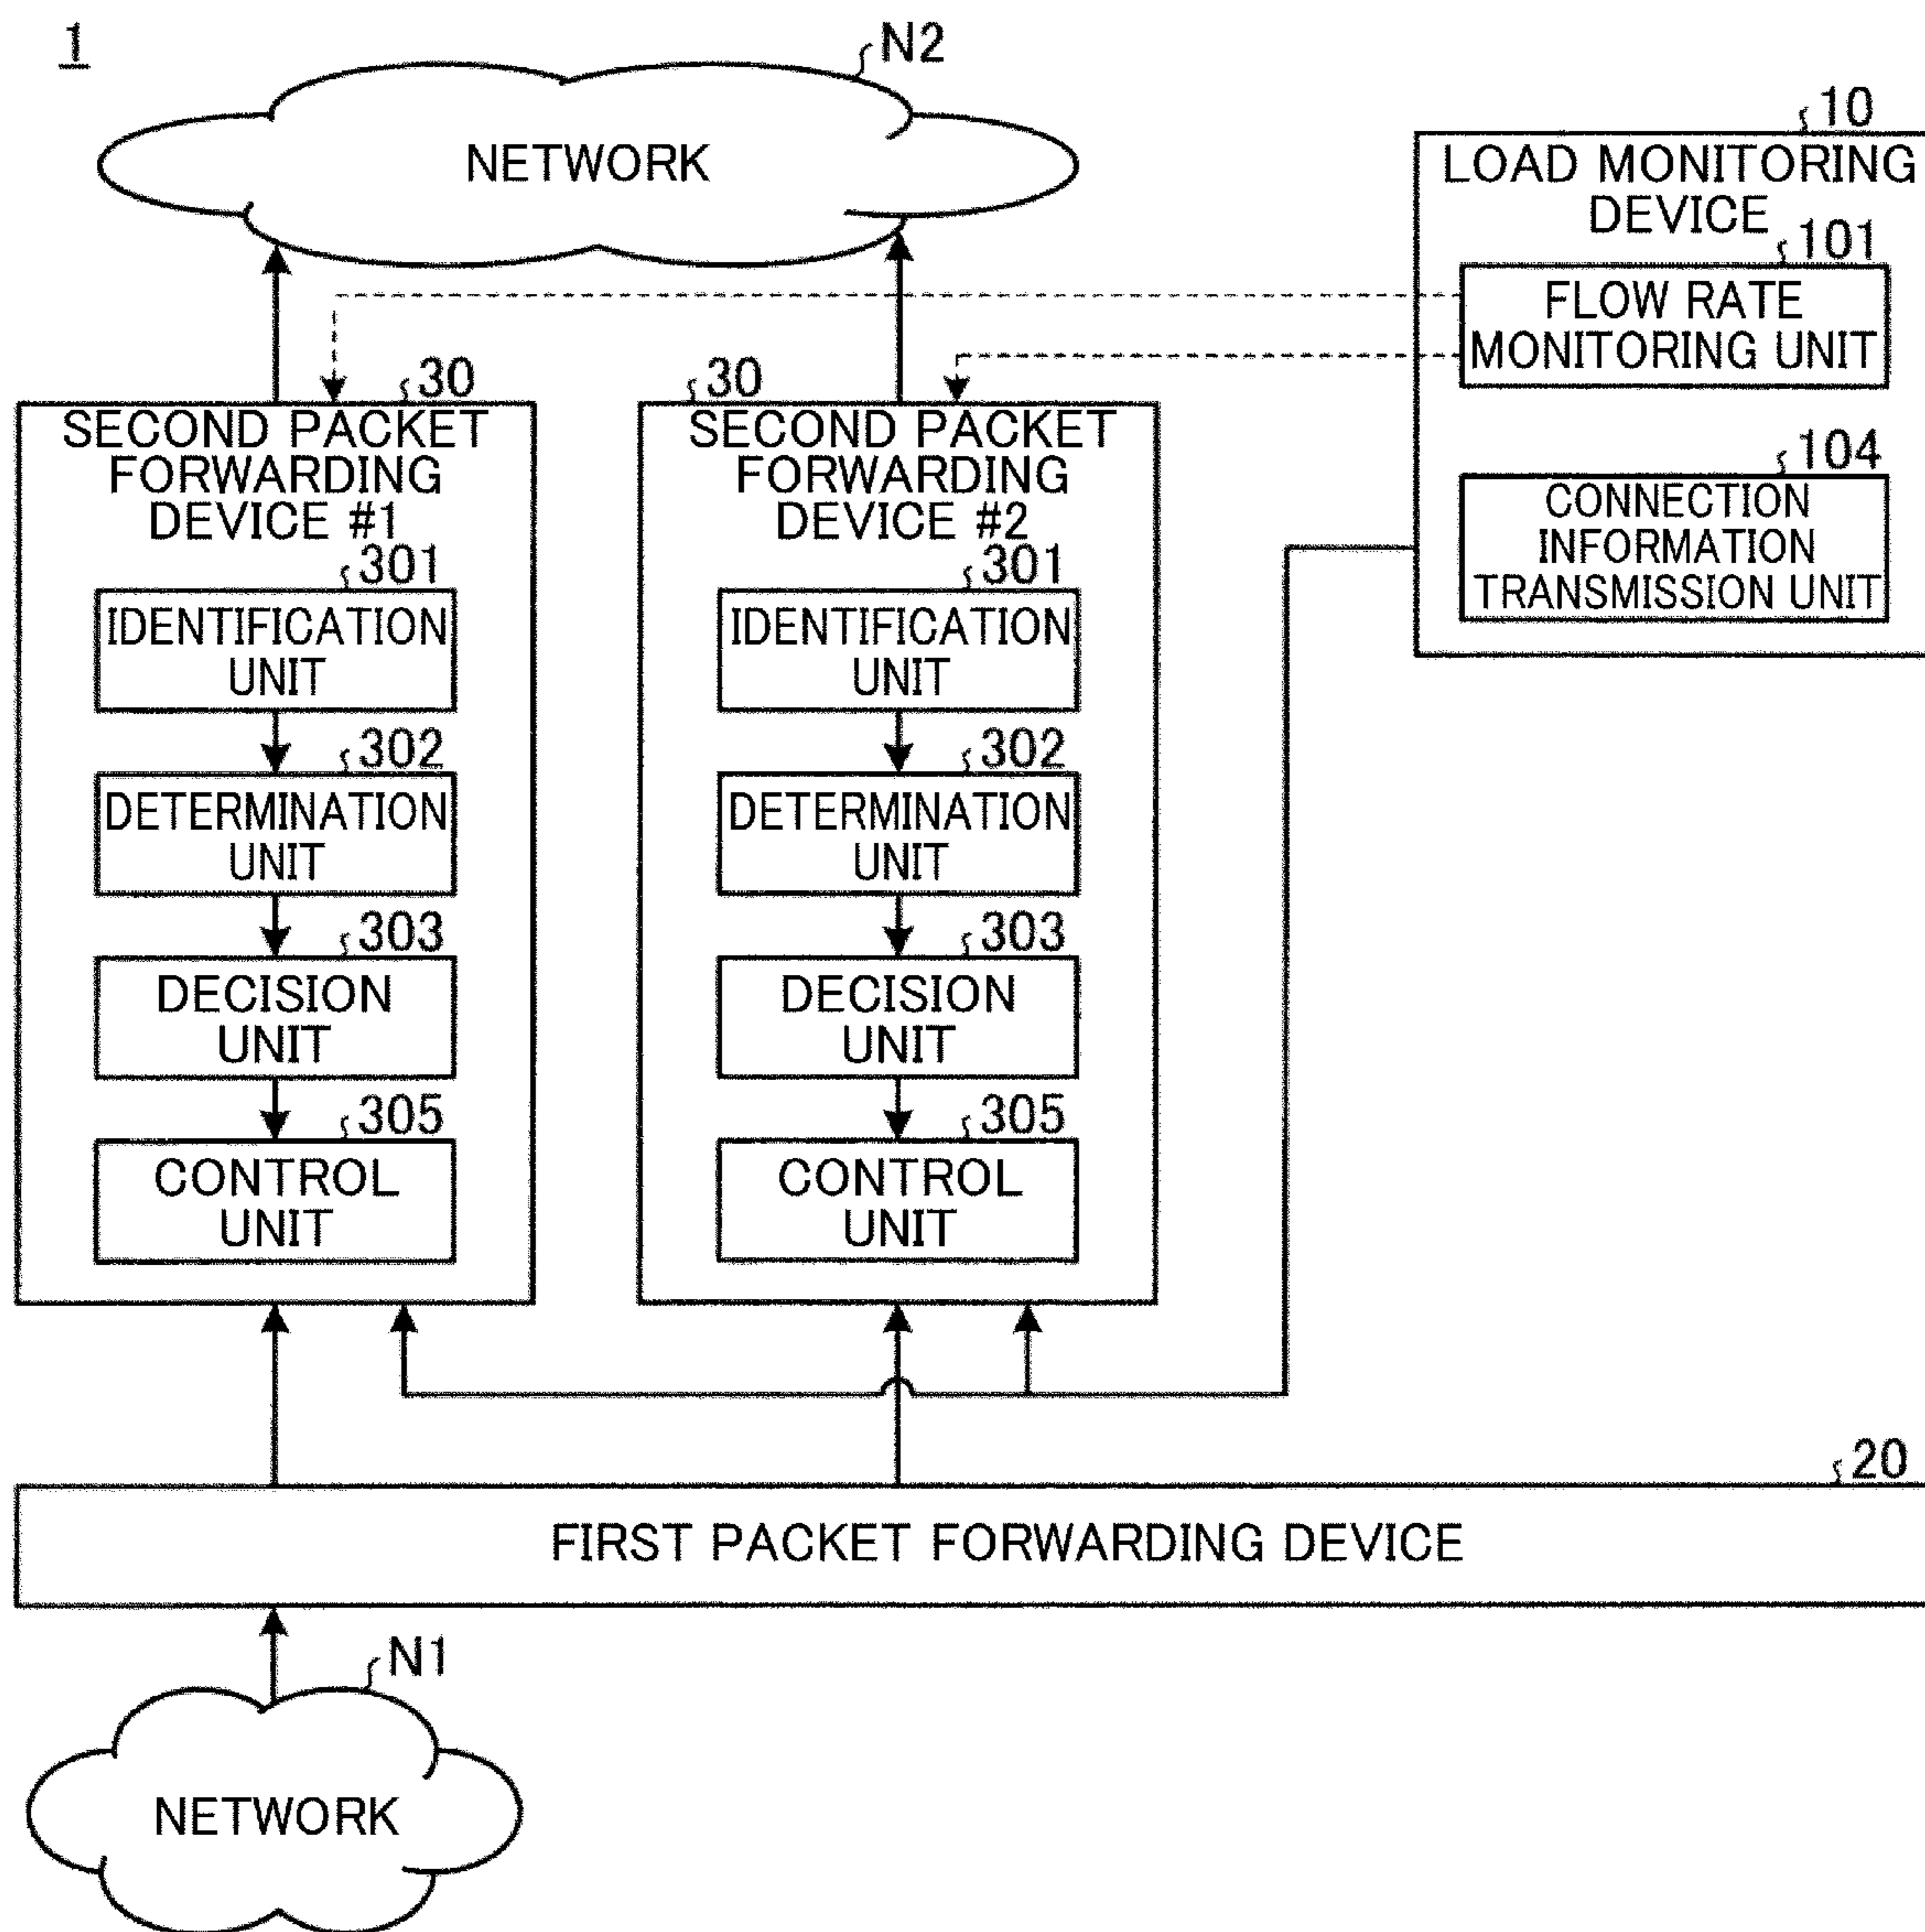 1
N2
NETWORK
10
LOAD MONITORING
DEVICE
101
FLOW RATE
MONITORING UNIT
104
CONNECTION
INFORMATION
TRANSMISSION UNIT
30
SECOND PACKET
FORWARDING
DEVICE #1
301
IDENTIFICATION
UNIT
302
DETERMINATION
UNIT
303
DECISION
UNIT
305
CONTROL
UNIT
30
SECOND PACKET
FORWARDING
DEVICE #2
301
IDENTIFICATION
UNIT
302
DETERMINATION
UNIT
303
DECISION
UNIT
305
CONTROL
UNIT
20
FIRST PACKET FORWARDING DEVICE
N1
NETWORK